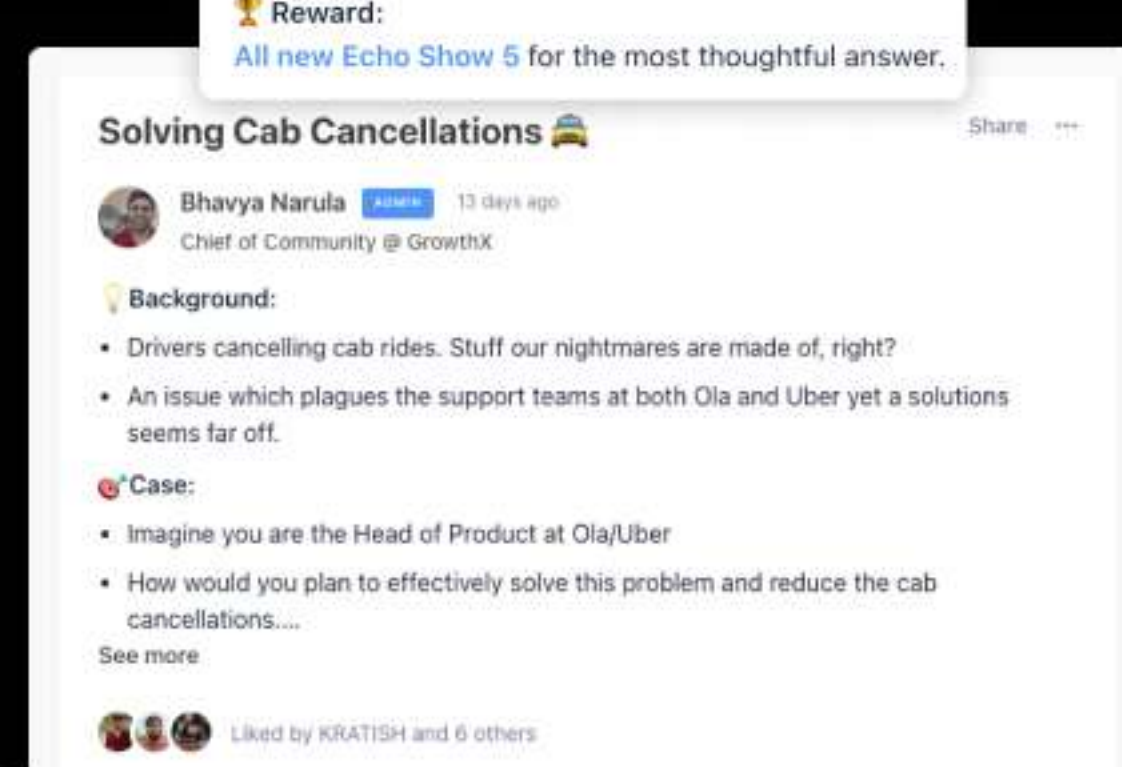 Reward:
All new Echo Show 5 for the most thoughtful answer.
Solving Cab Cancellations
Share
Bhavya Narula ADMIN 13 days ago
Chief of Community @ GrowthX
Background:
• Drivers cancelling cab rides. Stuff our nightmares are made of, right?
• An issue which plagues the support teams at both Ola and Uber yet a solutions
seems far off.
Case:
• Imagine you are the Head of Product at Ola/Uber
• How would you plan to effectively solve this problem and reduce the cab
cancellations....
See more
Liked by KRATISH and 6 others